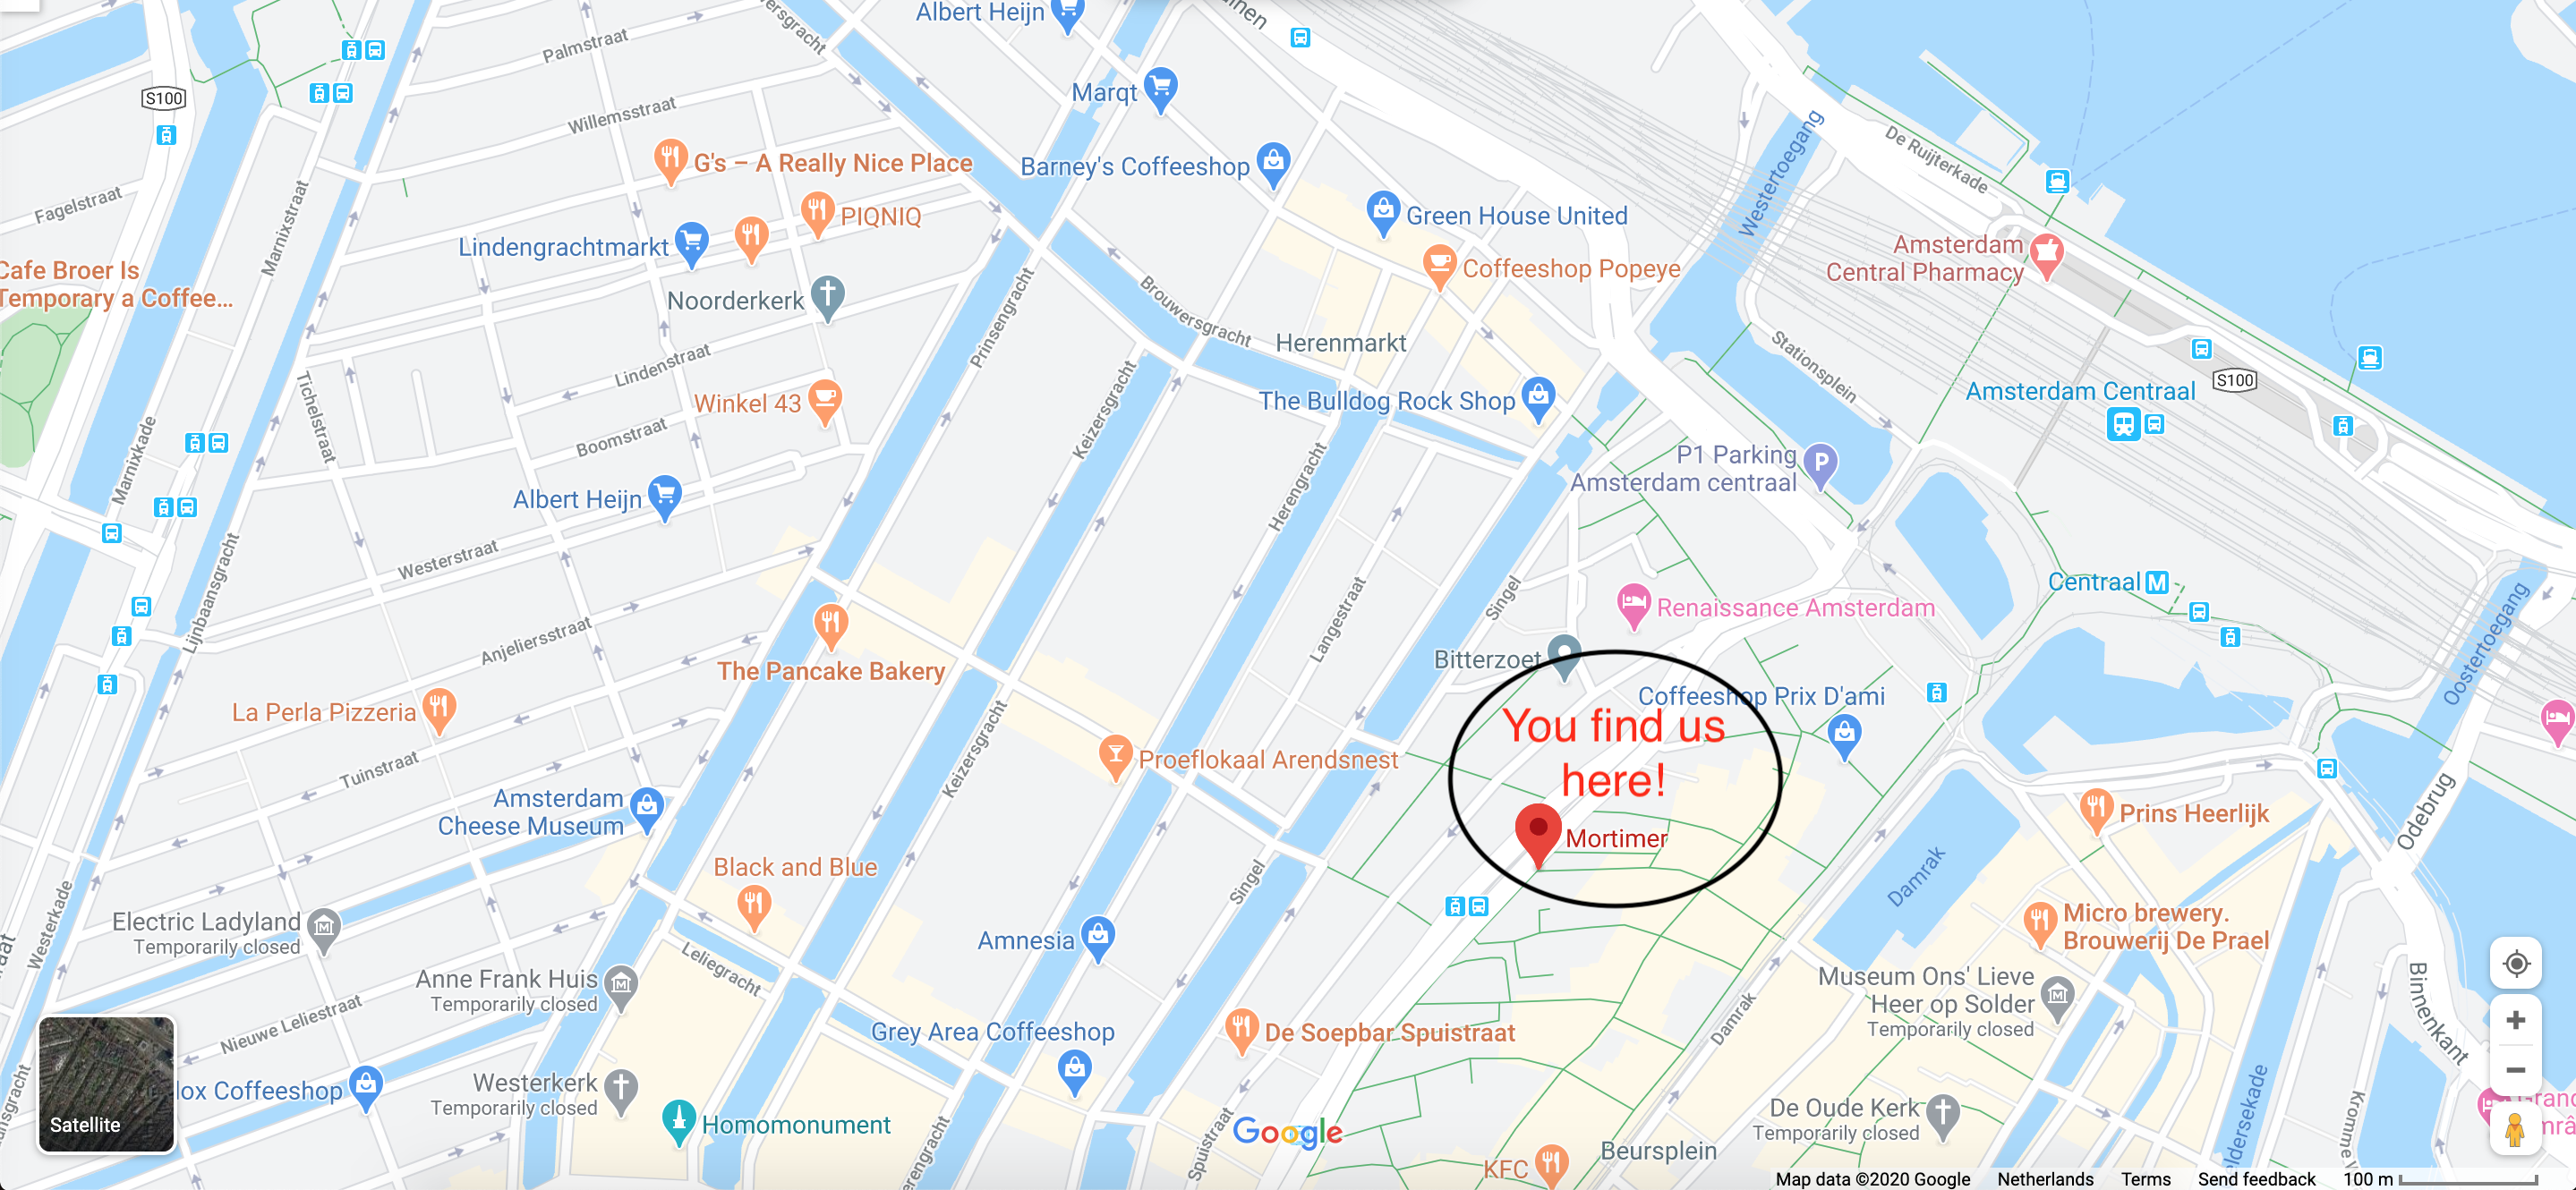 Albert Heijn
Palmstraat
S100
Marqt
Willemsstraat
G's – A Really Nice Place
Barney's Coffeeshop
Westertoegang
De Ruijterkade
Fagelstraat
Marnixstraat
PIQNIQ
Green House United
Lindengrachtmarkt
Coffeeshop Popeye
Amsterdam
Central Pharmacy
Cafe Broer Is
Temporary a Coffee...
Noorderkerk
Prinsengracht
Brouwersgracht
Herenmarkt
Stationsplein
Lindenstraat
Winkel 43
Keizersgracht
The Bulldog Rock Shop
Amsterdam Centraal
S100
Tichelstraat
Marnixkade
Boomstraat
Herengracht
P1 Parking
Amsterdam centraal
P
Albert Heijn
Westerstraat
Lijnbaansgracht
Langestraat
Singel
Centraal M
Renaissance Amsterdam
Oostertoegang
Anjeliersstraat
The Pancake Bakery
Bitterzoet
Coffeeshop Prix D'ami
La Perla Pizzeria
You find us
here!
Keizersgracht
Proeflokaal Arendsnest
Tuinstraat
Amsterdam
Cheese Museum
Mortimer
Prins Heerlijk
Odebrug
Black and Blue
Singel
Damrak
Westerkade
Electric Ladyland
Temporarily closed
Amnesia
Micro brewery.
Brouwerij De Prael
Leliegracht
Anne Frank Huis
Temporarily closed
Museum Ons' Lieve
Heer op Solder
Temporarily closed
Damrak
Binnenkant
Nieuwe Leliestraat
Grey Area Coffeeshop
De Soepbar Spuistraat
Westerkerk
Temporarily closed
lox Coffeeshop
Satellite
Homomonument
Google
Spuistraat
De Oude Kerk
Temporarily closed
KFC
Beursplein
Map data ©2020 Google Netherlands Terms Send feedback 100 m